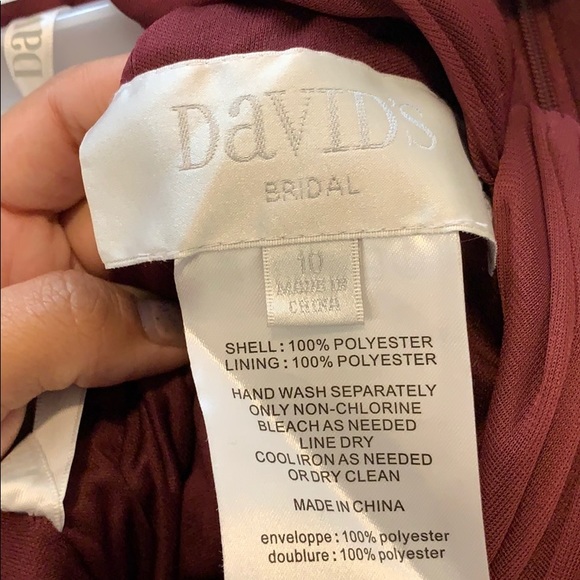 Da
DaVID'S
BRIDAL
10
MADE IN
CHINA
SHELL : 100% POLYESTER
LINING : 100% POLYESTER
HAND WASH SEPARATELY
ONLY NON-CHLORINE
BLEACH AS NEEDED
LINE DRY
COOLIRON AS NEEDED
OR DRY CLEAN
MADE IN CHINA
enveloppe : 100% polyester
doublure : 100% polyester